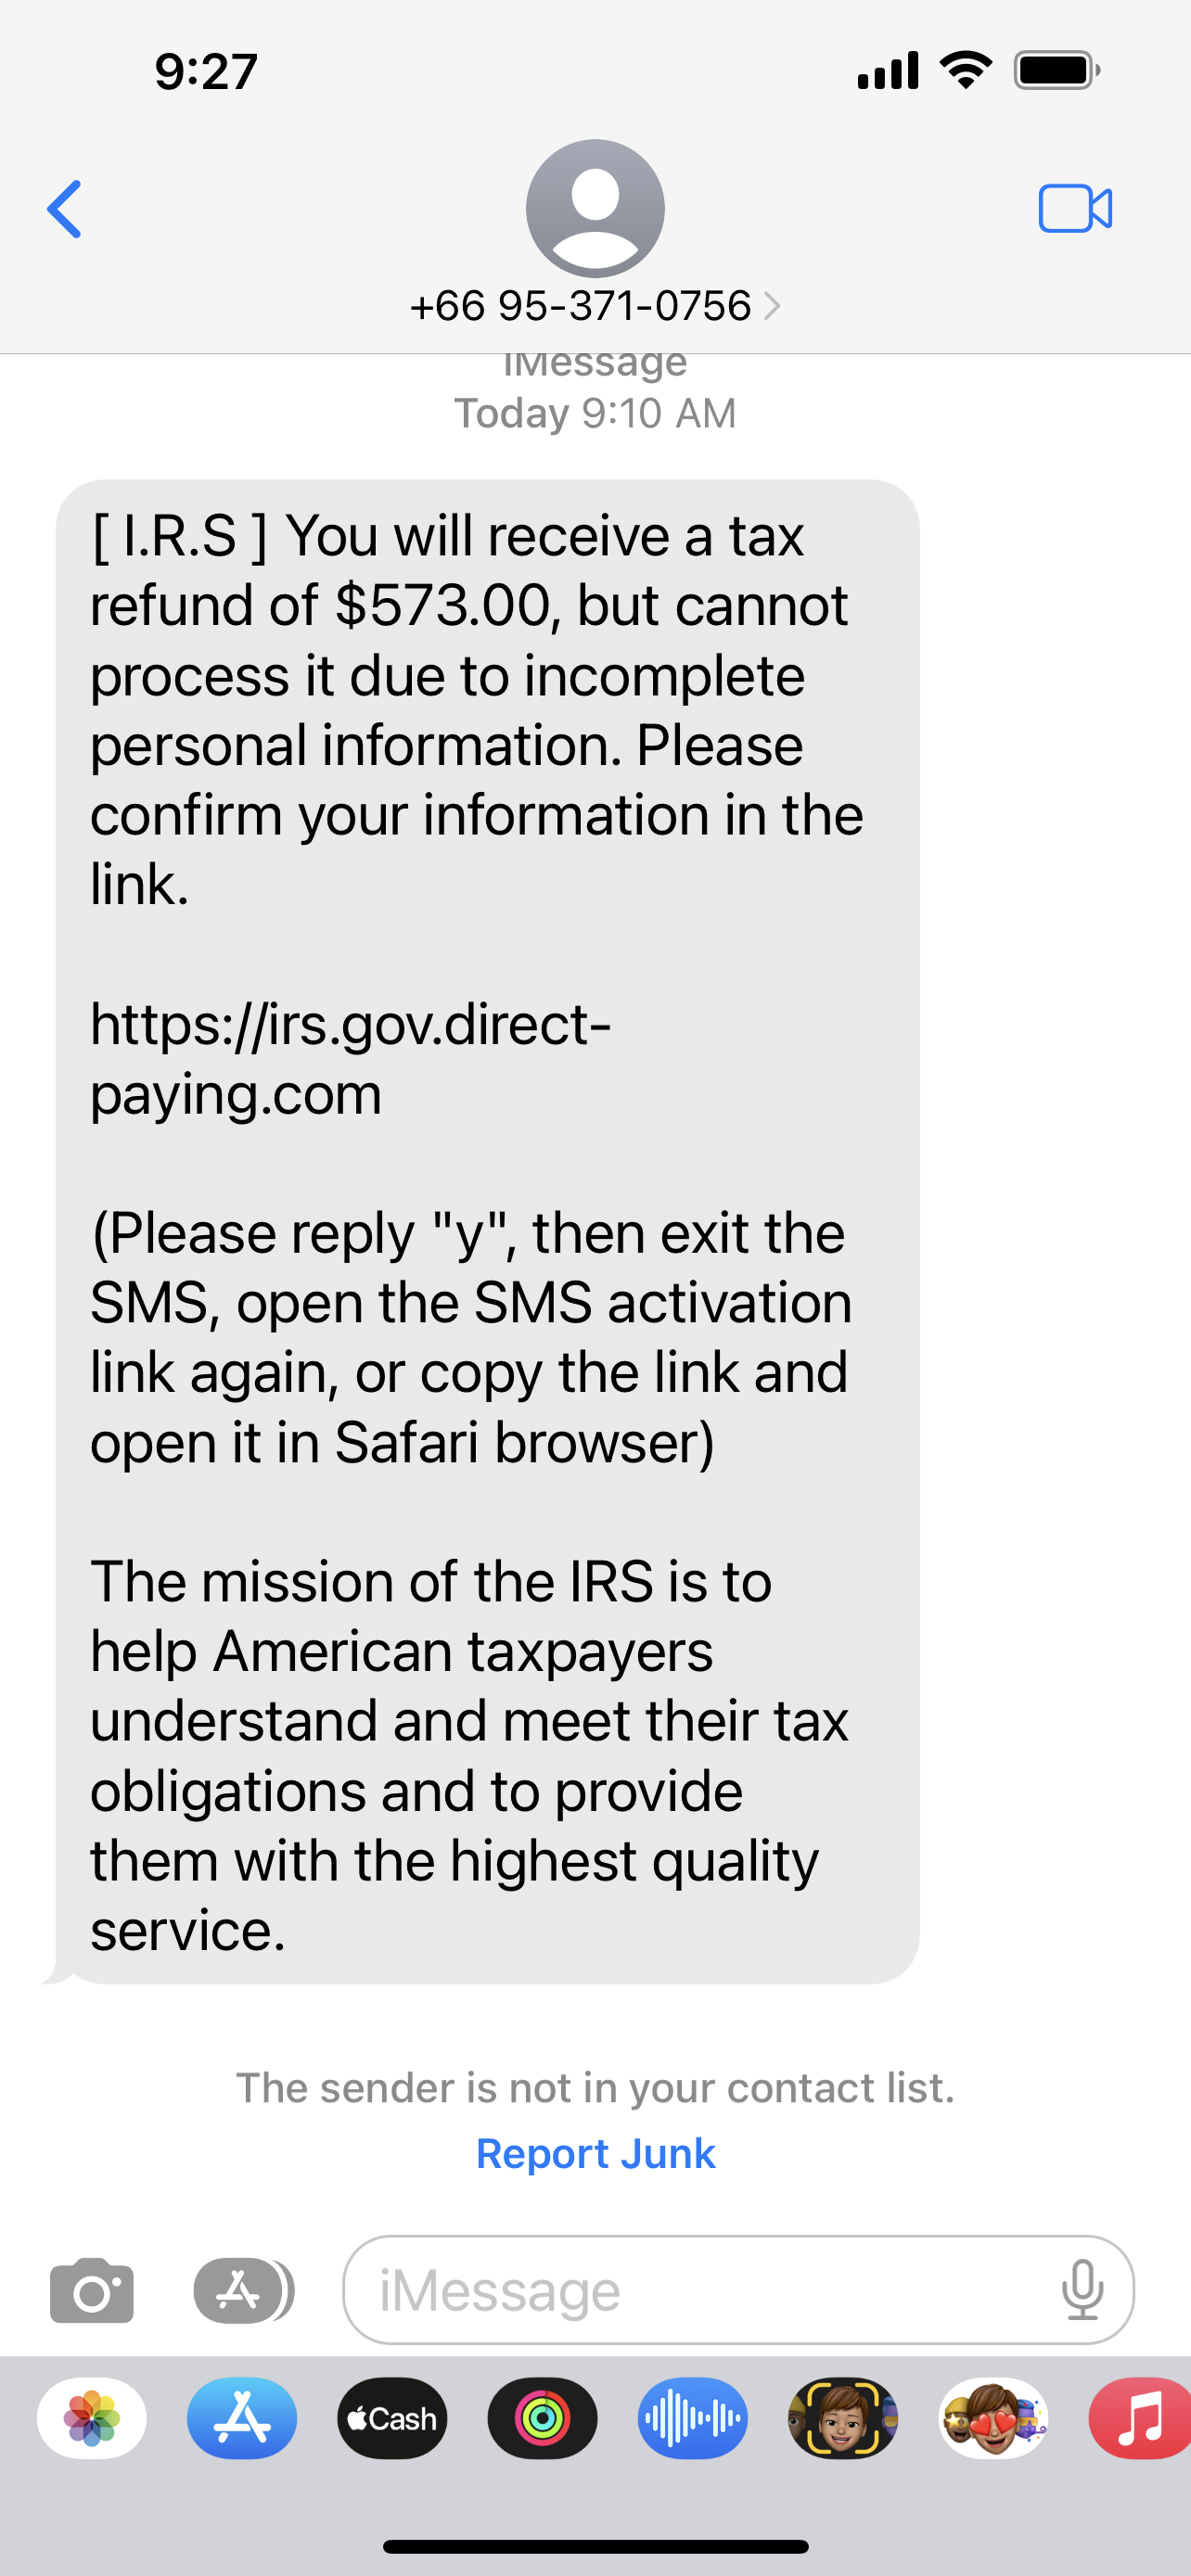 9:27
+66 95-371-0756
iMessage
Today 9:10 AM
[ I.R.S ] You will receive a tax
refund of $573.00, but cannot
process it due to incomplete
personal information. Please
confirm your information in the
link.
https://irs.gov.direct-
paying.com
(Please reply "y", then exit the
SMS, open the SMS activation
link again, or copy the link and
open it in Safari browser)
The mission of the IRS is to
help American taxpayers
understand and meet their tax
obligations and to provide
them with the highest quality
service.
The sender is not in your contact list.
Report Junk
iMessage
Cash